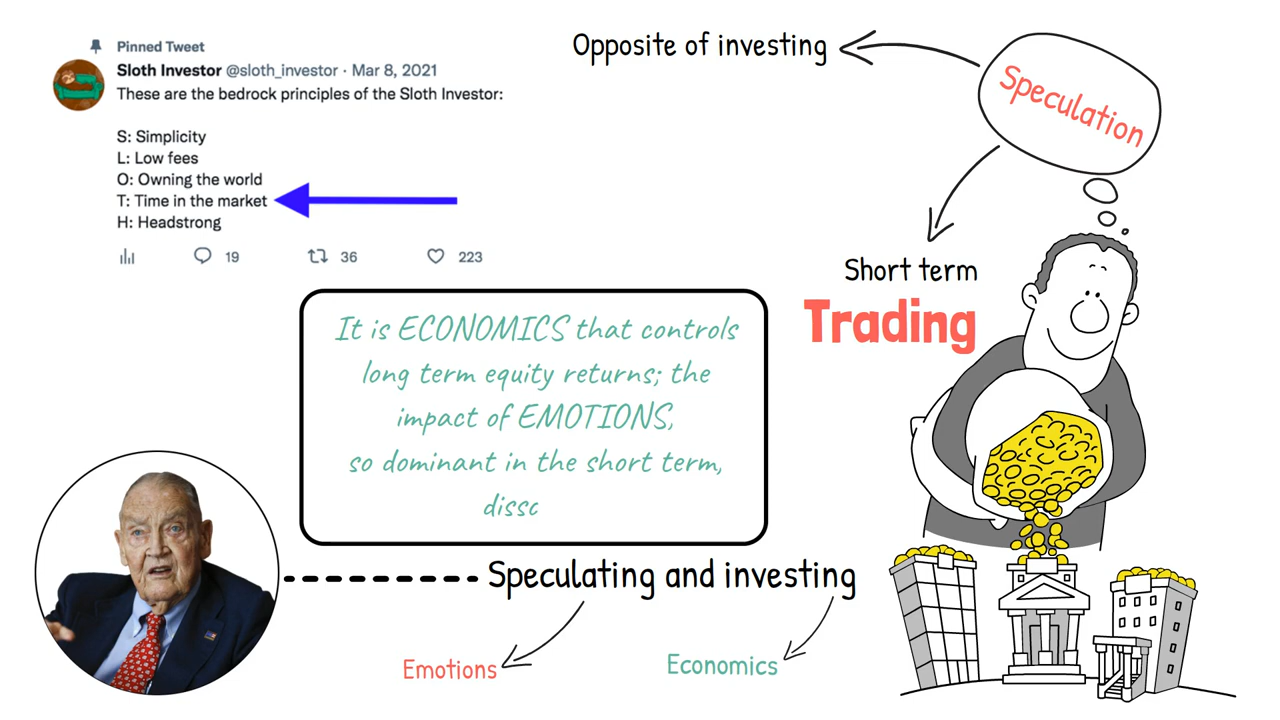 Pinned Tweet
Sloth Investor @sloth_investor · Mar 8, 2021
These are the bedrock principles of the Sloth Investor:
S: Simplicity
L: Low fees
O: Owning the world
T: Time in the market
H: Headstrong
19 36 223
Opposite of investing
Speculation
Short term
Trading
It is ECONOMICS that controls
long term equity returns; the
impact of EMOTIONS,
so dominant in the short term,
dissc
Speculating and investing
Emotions
Economics